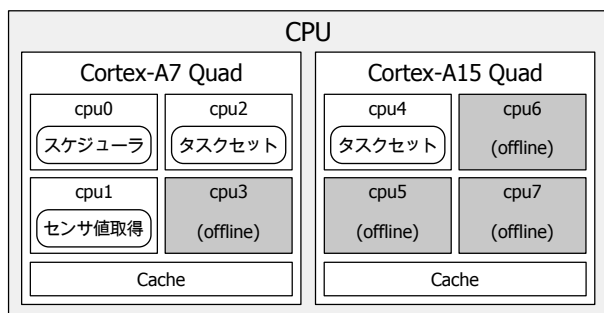 CPU
Cortex-A7 Quad
cpu0
スケジューラ
cpu2
タスクセット
cpu1
センサ値取得
cpu3
(offline)
Cache
Cortex-A15 Quad
cpu4
タスクセット
cpu6
(offline)
cpu5
(offline)
cpu7
(offline)
Cache